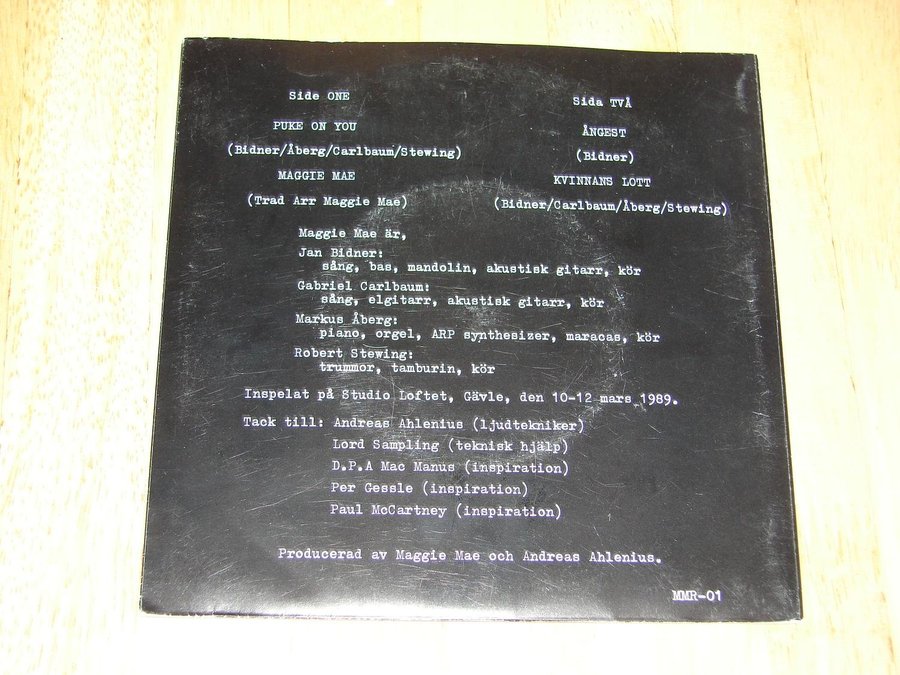 Side ONE
PUKE ON YOU
(Bidner/Åberg/Carlbaum/Stewing)
MAGGIE MAE
(Trad Arr Maggie Mae)
Sida TVÅ
ÅNGEST
(Bidner)
KVINNANS LOTT
(Bidner/Carlbaum/Åberg/Stewing)
Maggie Mae är,
Jan Bidner:
sång, bas, mandolin, akustisk gitarr, kör
Gabriel Carlbaum:
sång, elgitarr, akustisk gitarr, kör
Markus Åberg:
piano, orgel, ARP synthesizer, maracas, kör
Robert Stewing:
trummor, tamburin, kör
Inspelat på Studio Loftet, Gävle, den 10-12 mars 1989.
Tack till: Andreas Ahlenius (ljudtekniker)
Lord Sampling (teknisk hjälp)
D.P.A Mac Manus (inspiration)
Per Gessle (inspiration)
Paul McCartney (inspiration)
Producerad av Maggie Mae och Andreas Ahlenius.
MMR-01